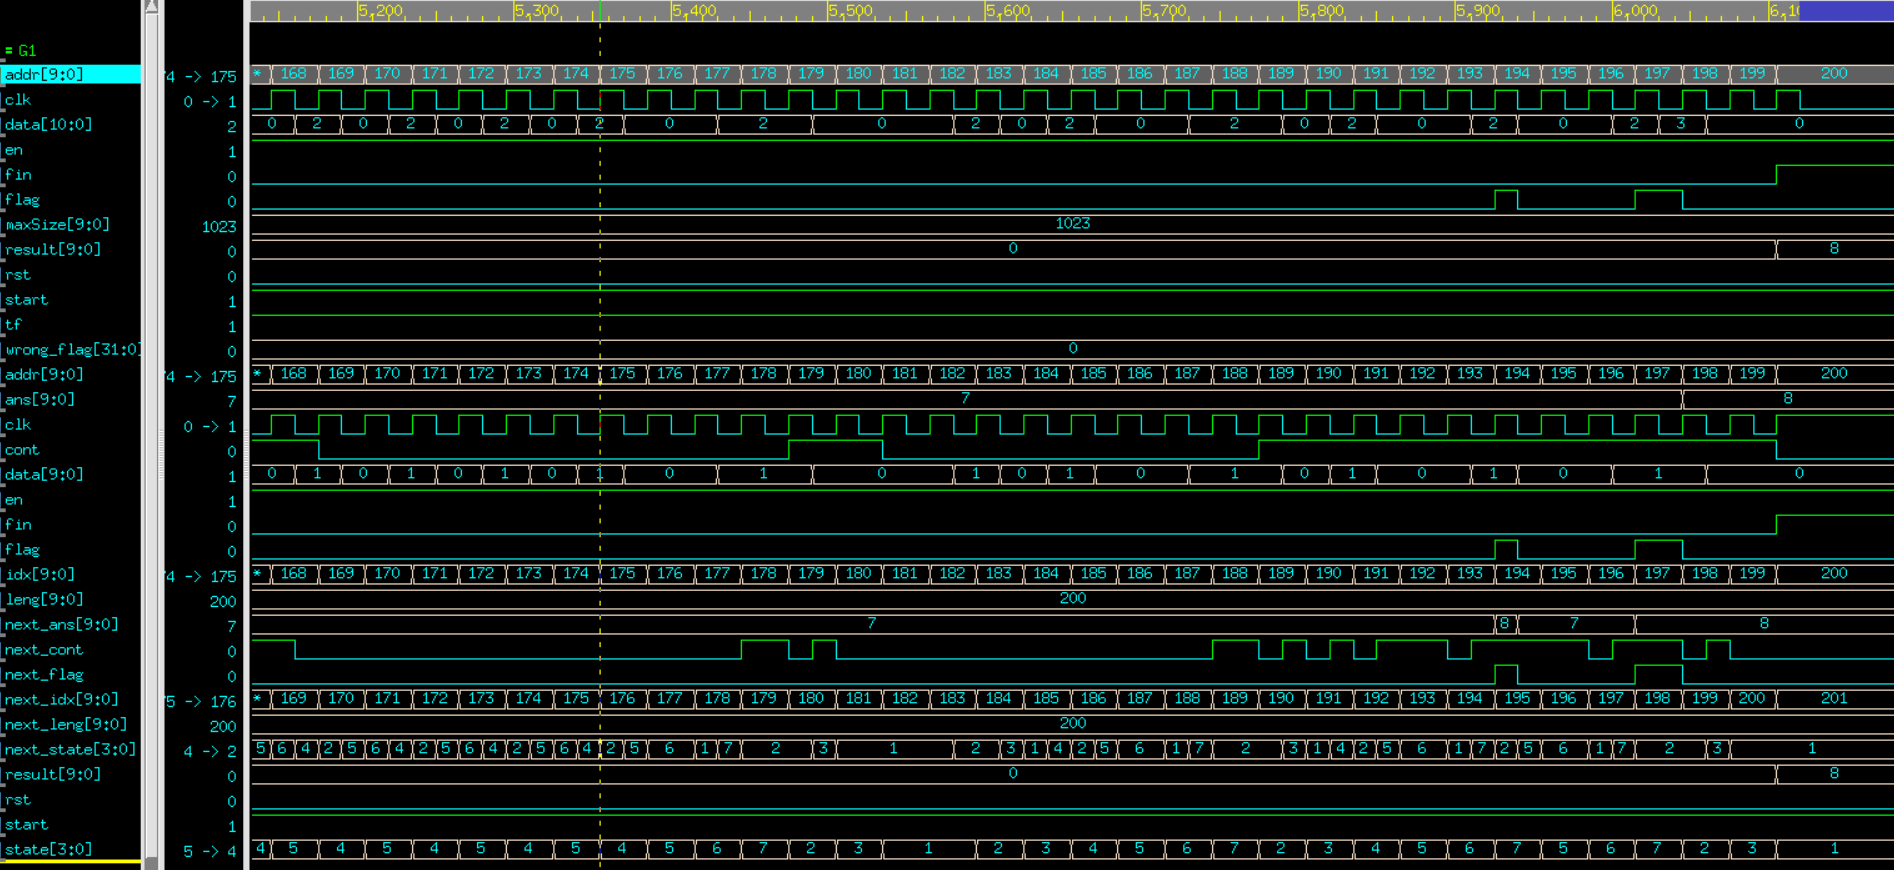 5,200 5,300 5,400 5,500 5,600 5,700 5,800 5,900 6,000 6,1
= G1
addr[9:0] /4 -> 175 * 168 169 170 171 172 173 174 175 176 177 178 179 180 181 182 183 184 185 186 187 188 189 190 191 192 193 194 195 196 197 198 199 200
clk 0 -> 1
data[10:0] 2 0 2 0 2 0 2 0 2 0 2 0 2 0 2 0 2 0 2 0 2 0 2 3 0
en 1
fin 0
flag 0
maxSize[9:0] 1023 1023
result[9:0] 0 0 8
rst 0
start 1
tf 1
wrong_flag[31:0] 0 0
addr[9:0] /4 -> 175 * 168 169 170 171 172 173 174 175 176 177 178 179 180 181 182 183 184 185 186 187 188 189 190 191 192 193 194 195 196 197 198 199 200
ans[9:0] 7 7 8
clk 0 -> 1
cont 0
data[9:0] 1 0 1 0 1 0 1 0 1 0 1 0 1 0 1 0 1 0 1 0 1 0 1 0
en 1
fin 0
flag 0
idx[9:0] /4 -> 175 * 168 169 170 171 172 173 174 175 176 177 178 179 180 181 182 183 184 185 186 187 188 189 190 191 192 193 194 195 196 197 198 199 200
leng[9:0] 200 200
next_ans[9:0] 7 7 8 7 8
next_cont 0
next_flag 0
next_idx[9:0] 5 -> 176 * 169 170 171 172 173 174 175 176 177 178 179 180 181 182 183 184 185 186 187 188 189 190 191 192 193 194 195 196 197 198 199 200 201
next_leng[9:0] 200 200
next_state[3:0] 4 -> 2 5 6 4 2 5 6 4 2 5 6 4 2 5 6 4 2 5 6 1 7 2 3 1 2 3 1 4 2 5 6 1 7 2 3 1 4 2 5 6 1 7 2 5 6 1 7 2 3 1
result[9:0] 0 0 8
rst 0
start 1
state[3:0] 5 -> 4 4 5 4 5 4 5 4 5 4 5 6 7 2 3 1 2 3 4 5 6 7 2 3 4 5 6 7 5 6 7 2 3 1